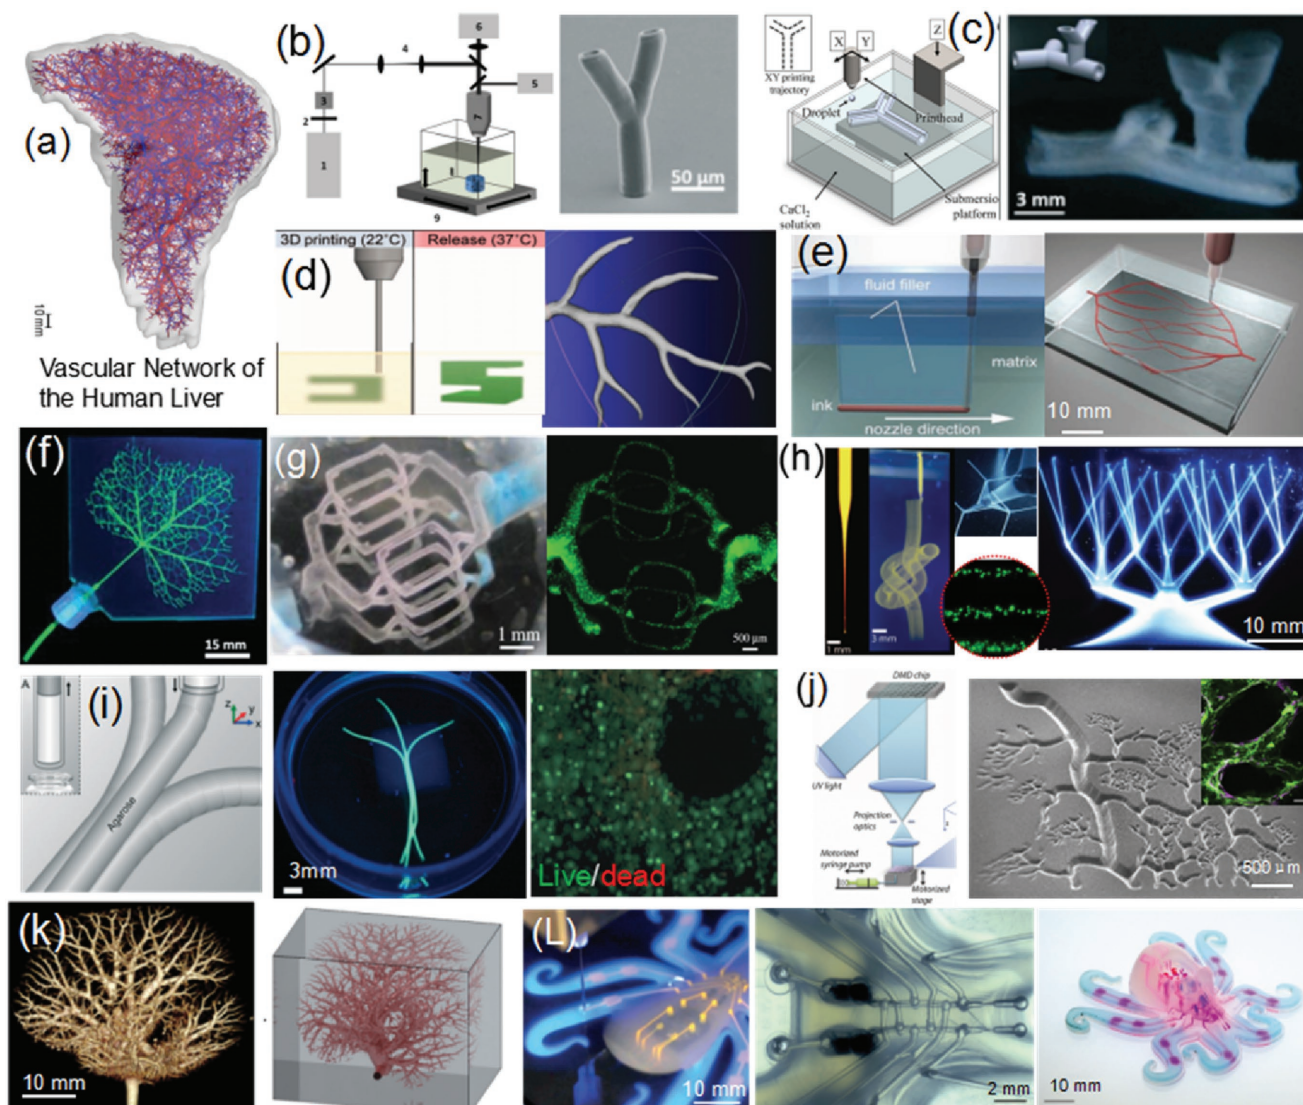 (a)
10 mm
Vascular Network of
the Human Liver
(b)
1
2
3
4
5
6
7
8
9
50 µm
XY printing
trajectory
X
Y
Z
Droplet
Printhead
CaCl2
solution
Submersio
platform
(c)
3 mm
(d)
3D printing (22°C)
Release (37°C)
(e)
fluid filler
matrix
ink
nozzle direction
10 mm
(f)
15 mm
(g)
1 mm
500 µm
(h)
1 mm
3 mm
10 mm
(i)
A
z
y
x
Agarose
3mm
Live/dead
(j)
DMD chip
UV light
Projection
optics
Motorized
syringe pump
Motorized
stage
500 µm
(k)
10 mm
(L)
10 mm
2 mm
10 mm